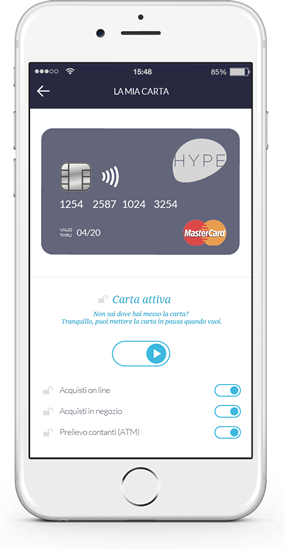 15:48
85%
LA MIA CARTA
HYPE
1254 2587 1024 3254
VALID
THRU 04/20
MasterCard
Carta attiva
Non sai dove hai messo la carta?
Tranquillo, puoi mettere la carta in pausa quando vuoi.
Acquisti on line
Acquisti in negozio
Prelievo contanti (ATM)